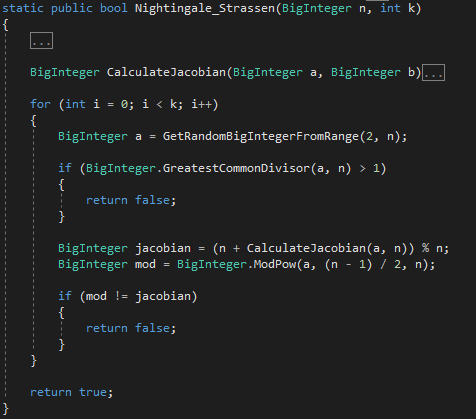 static public bool Nightingale_Strassen(BigInteger n, int k)
{
...
BigInteger CalculateJacobian(BigInteger a, BigInteger b)...
for (int i = 0; i < k; i++)
{
BigInteger a = GetRandomBigIntegerFromRange(2, n);
if (BigInteger.GreatestCommonDivisor(a, n) > 1)
{
return false;
}
BigInteger jacobian = (n + CalculateJacobian(a, n)) % n;
BigInteger mod = BigInteger.ModPow(a, (n - 1) / 2, n);
if (mod != jacobian)
{
return false;
}
}
return true;
}